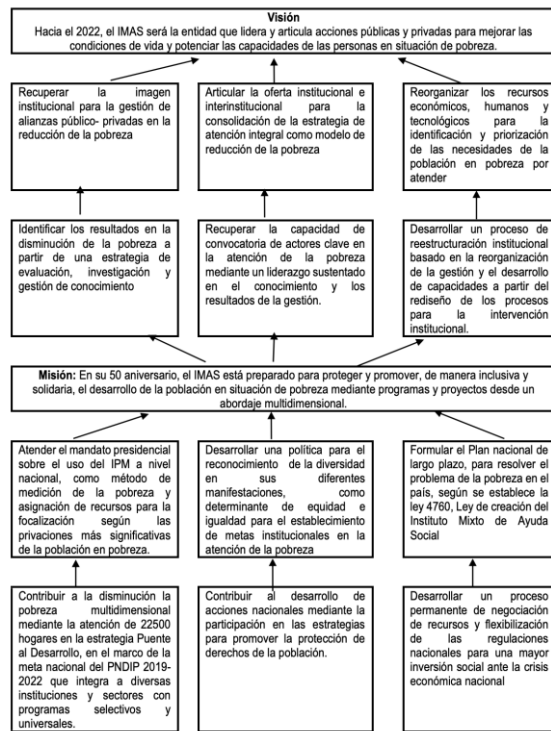 Visión
Hacia el 2022, el IMAS será la entidad que lidera y articula acciones públicas y privadas para mejorar las
condiciones de vida y potenciar las capacidades de las personas en situación de pobreza.
Recuperar la imagen
institucional para la gestión de
alianzas público- privadas en la
reducción de la pobreza
Articular la oferta institucional e
interinstitucional para la
consolidación de la estrategia de
atención integral como modelo de
reducción de la pobreza
Reorganizar los recursos
económicos, humanos y
tecnológicos para la
identificación y priorización
de las necesidades de la
población en pobreza por
atender
Identificar los resultados en la
disminución de la pobreza a
partir de una estrategia de
evaluación, investigación y
gestión de conocimiento
Recuperar la capacidad de
convocatoria de actores clave en
la atención de la pobreza
mediante un liderazgo sustentado
en el conocimiento y los
resultados de la gestión.
Desarrollar un proceso de
reestructuración institucional
basado en la reorganización
de la gestión y el desarrollo
de capacidades a partir del
rediseño de los procesos
para la intervención
institucional.
Misión: En su 50 aniversario, el IMAS está preparado para proteger y promover, de manera inclusiva y
solidaria, el desarrollo de la población en situación de pobreza mediante programas y proyectos desde un
abordaje multidimensional.
Atender el mandato presidencial
sobre el uso del IPM a nivel
nacional, como método de
medición de la pobreza y
asignación de recursos para la
focalización según las
privaciones más significativas
de la población en pobreza.
Desarrollar una política para el
reconocimiento de la diversidad
en sus diferentes
manifestaciones, como
determinante de equidad e
igualdad para el establecimiento
de metas institucionales en la
atención de la pobreza
Formular el Plan nacional de
largo plazo, para resolver el
problema de la pobreza en el
país, según se establece la
ley 4760, Ley de creación del
Instituto Mixto de Ayuda
Social
Contribuir a la disminución la
pobreza multidimensional
mediante la atención de 22500
hogares en la estrategia Puente
al Desarrollo, en el marco de la
meta nacional del PNDIP 2019-
2022 que integra a diversas
instituciones y sectores con
programas selectivos y
universales.
Contribuir al desarrollo de
acciones nacionales mediante la
participación en las estrategias
para promover la protección de
derechos de la población.
Desarrollar un proceso
permanente de negociación
de recursos y flexibilización
de las regulaciones
nacionales para una mayor
inversión social ante la crisis
económica nacional